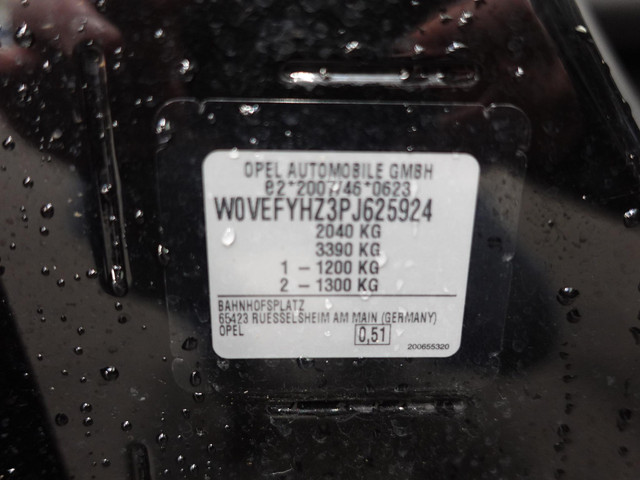 OPEL AUTOMOBILE GMBH
e2*2007/46*0623
W0VEFYHZ3PJ625924
2040 KG
3390 KG
1 – 1200 KG
2 – 1300 KG
BAHNHOFSPLATZ
65423 RUESSELSHEIM AM MAIN (GERMANY)
OPEL
0,51
200655320